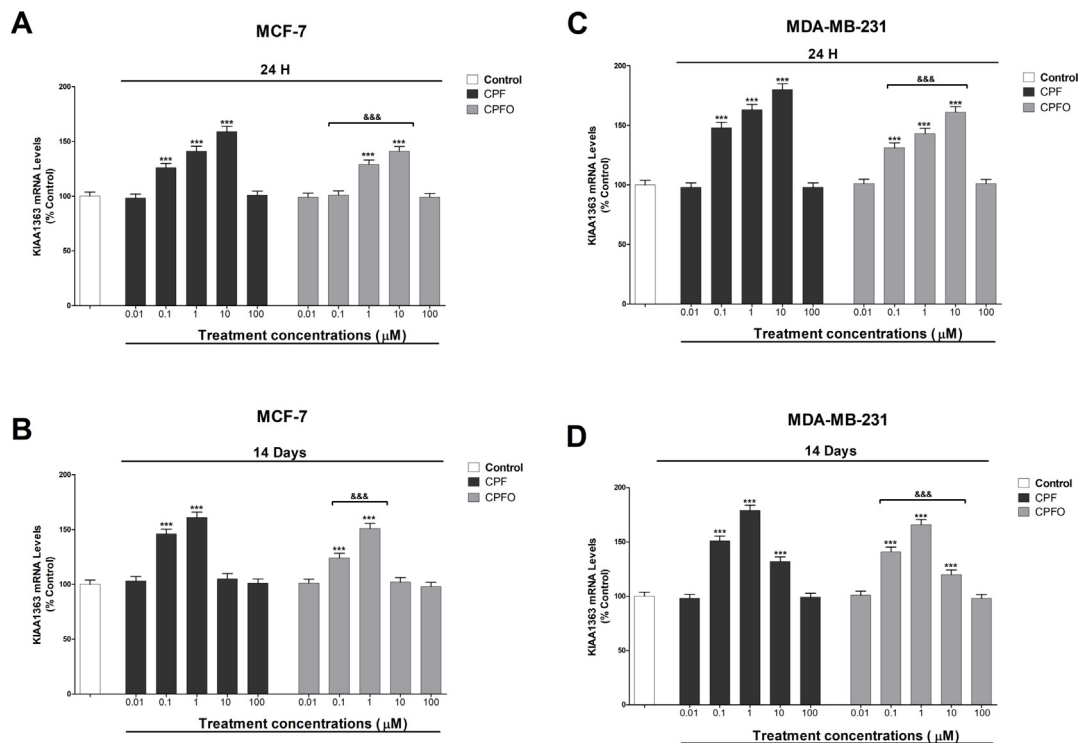 A
MCF-7
24 H
Control
CPF
CPFO
KIAA1363 mRNA Levels
(% Control)
200
150
100
50
0
*** *** *** &&& *** ***
0.01 0.1 1 10 100 0.01 0.1 1 10 100
Treatment concentrations (μM)
C
MDA-MB-231
24 H
Control
CPF
CPFO
KIAA1363 mRNA Levels
(% Control)
200
150
100
50
0
*** *** *** &&& *** *** ***
0.01 0.1 1 10 100 0.01 0.1 1 10 100
Treatment concentrations (μM)
B
MCF-7
14 Days
Control
CPF
CPFO
KIAA1363 mRNA Levels
(% Control)
200
150
100
50
0
*** *** &&& *** ***
0.01 0.1 1 10 100 0.01 0.1 1 10 100
Treatment concentrations (μM)
D
MDA-MB-231
14 Days
Control
CPF
CPFO
KIAA1363 mRNA Levels
(% Control)
200
150
100
50
0
*** *** *** &&& *** *** ***
0.01 0.1 1 10 100 0.01 0.1 1 10 100
Treatment concentrations (μM)